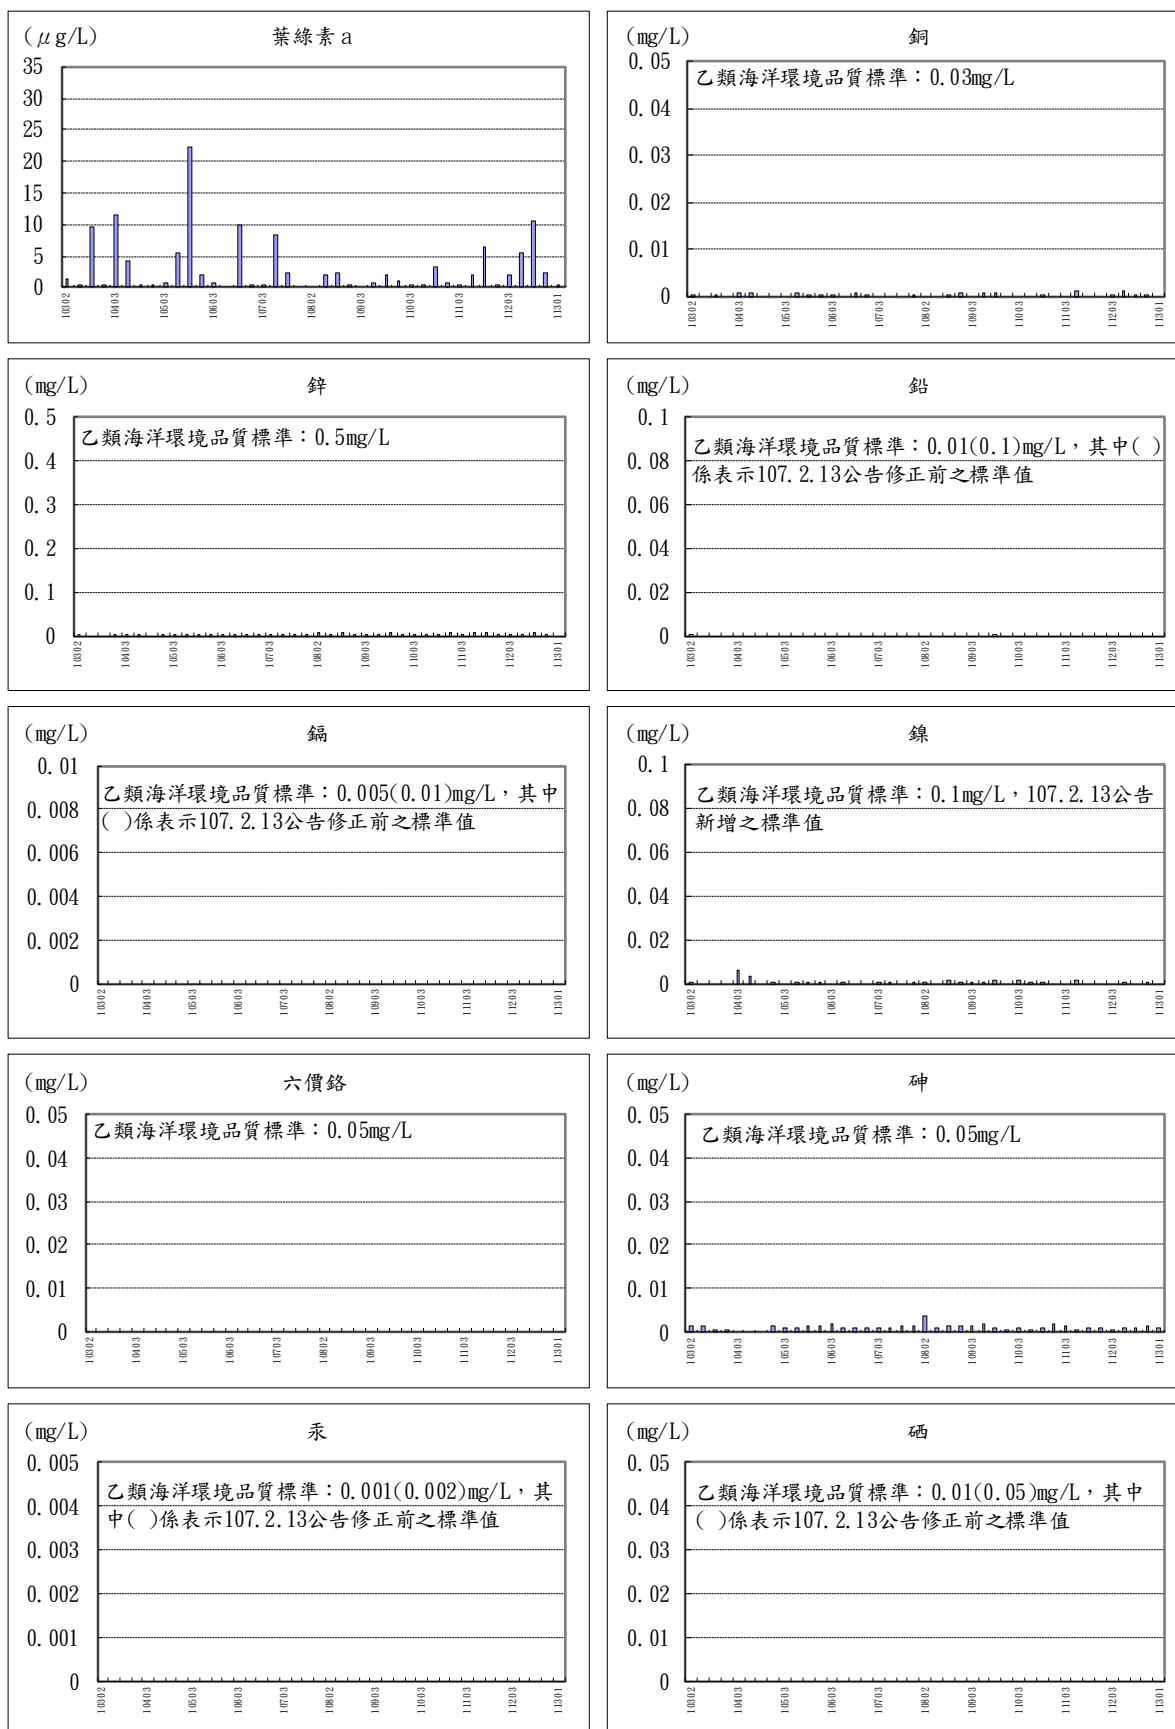 (μg/L) 葉綠素a
35
30
25
20
15
10
5
0
10302 10403 10503 10603 10703 10802 10903 11003 11103 11203 11301
(mg/L) 銅
0.05
乙類海洋環境品質標準：0.03mg/L
0.04
0.03
0.02
0.01
0
10302 10403 10503 10603 10703 10802 10903 11003 11103 11203 11301
(mg/L) 鋅
0.5
乙類海洋環境品質標準：0.5mg/L
0.4
0.3
0.2
0.1
0
10302 10403 10503 10603 10703 10802 10903 11003 11103 11203 11301
(mg/L) 鉛
0.1
乙類海洋環境品質標準：0.01(0.1)mg/L，其中( )
係表示107.2.13公告修正前之標準值
0.08
0.06
0.04
0.02
0
10302 10403 10503 10603 10703 10802 10903 11003 11103 11203 11301
(mg/L) 鎘
0.01
乙類海洋環境品質標準：0.005(0.01)mg/L，其中
( )係表示107.2.13公告修正前之標準值
0.008
0.006
0.004
0.002
0
10302 10403 10503 10603 10703 10802 10903 11003 11103 11203 11301
(mg/L) 鎳
0.1
乙類海洋環境品質標準：0.1mg/L，107.2.13公告
新增之標準值
0.08
0.06
0.04
0.02
0
10302 10403 10503 10603 10703 10802 10903 11003 11103 11203 11301
(mg/L) 六價鉻
0.05
乙類海洋環境品質標準：0.05mg/L
0.04
0.03
0.02
0.01
0
10302 10403 10503 10603 10703 10802 10903 11003 11103 11203 11301
(mg/L) 砷
0.05
乙類海洋環境品質標準：0.05mg/L
0.04
0.03
0.02
0.01
0
10302 10403 10503 10603 10703 10802 10903 11003 11103 11203 11301
(mg/L) 汞
0.005
乙類海洋環境品質標準：0.001(0.002)mg/L，其
中( )係表示107.2.13公告修正前之標準值
0.004
0.003
0.002
0.001
0
10302 10403 10503 10603 10703 10802 10903 11003 11103 11203 11301
(mg/L) 硒
0.05
乙類海洋環境品質標準：0.01(0.05)mg/L，其中
( )係表示107.2.13公告修正前之標準值
0.04
0.03
0.02
0.01
0
10302 10403 10503 10603 10703 10802 10903 11003 11103 11203 11301